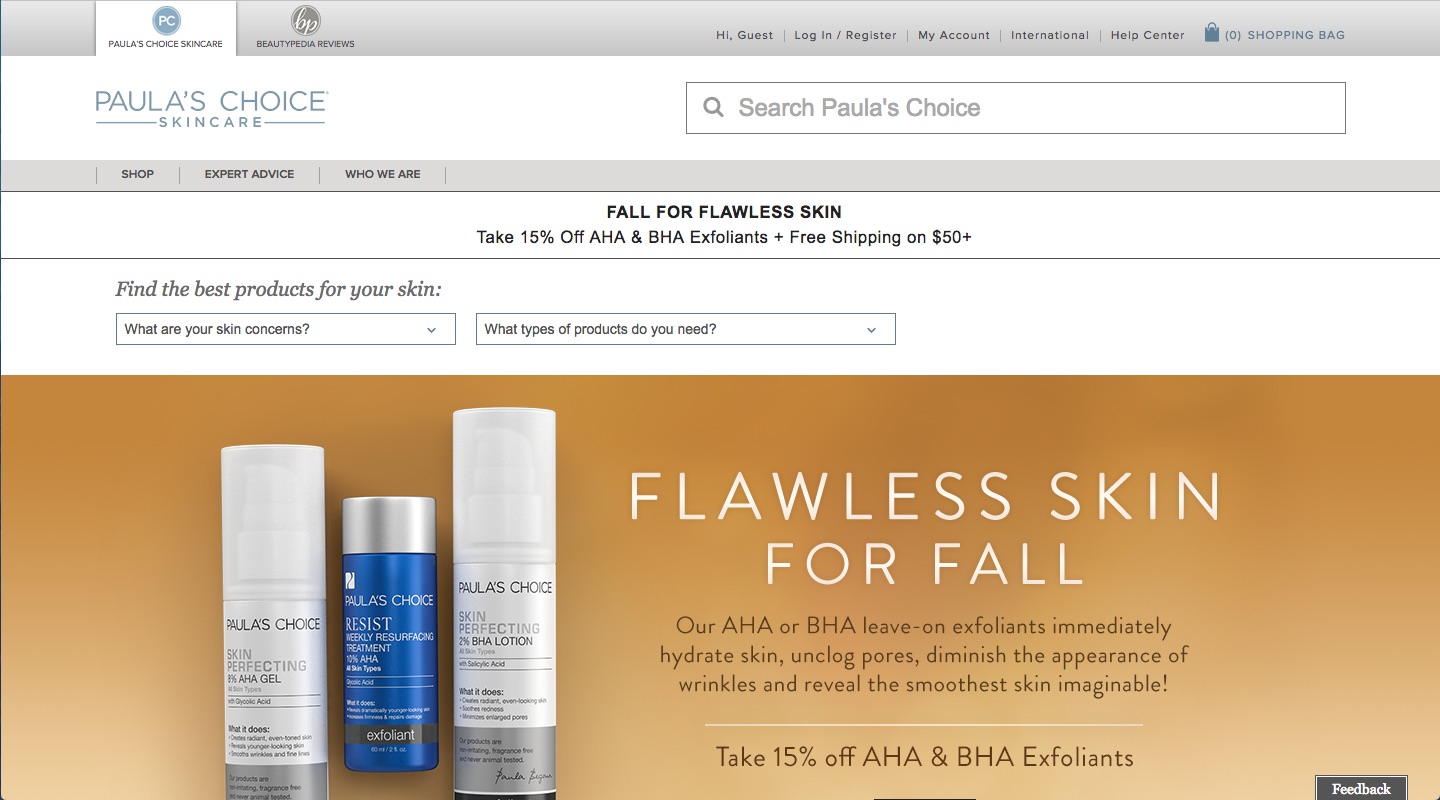 PC
PAULA'S CHOICE SKINCARE
bp
BEAUTYPEDIA REVIEWS
Hi, Guest
Log In / Register
My Account
International
Help Center
(0) SHOPPING BAG
PAULA'S CHOICE
SKINCARE
Search Paula's Choice
SHOP
EXPERT ADVICE
WHO WE ARE
FALL FOR FLAWLESS SKIN
Take 15% Off AHA & BHA Exfoliants + Free Shipping on $50+
Find the best products for your skin:
What are your skin concerns?
What types of products do you need?
PAULA'S CHOICE
SKIN
PERFECTING
8% AHA GEL
All Skin Types
with Glycolic Acid
What it does:
• Creates radiant, even-toned skin
• Reveals younger-looking skin
• Smooths wrinkles and fine lines
Our products are
non-irritating, fragrance free
and never animal tested.
PAULA'S CHOICE
RESIST
WEEKLY RESURFACING
TREATMENT
10% AHA
All Skin Types
Glycolic Acid
What it does:
• Reveals dramatically younger-looking skin
• Increases firmness & repairs damage
exfoliant
60 ml / 2 fl. oz.
PAULA'S CHOICE
SKIN
PERFECTING
2% BHA LOTION
All Skin Types
with Salicylic Acid
What it does:
• Creates radiant, even-looking skin
• Soothes redness
• Minimizes enlarged pores
Our products are
non-irritating, fragrance free
and never animal tested.
Paula Begoun
FLAWLESS SKIN
FOR FALL
Our AHA or BHA leave-on exfoliants immediately
hydrate skin, unclog pores, diminish the appearance of
wrinkles and reveal the smoothest skin imaginable!
Take 15% off AHA & BHA Exfoliants
Feedback